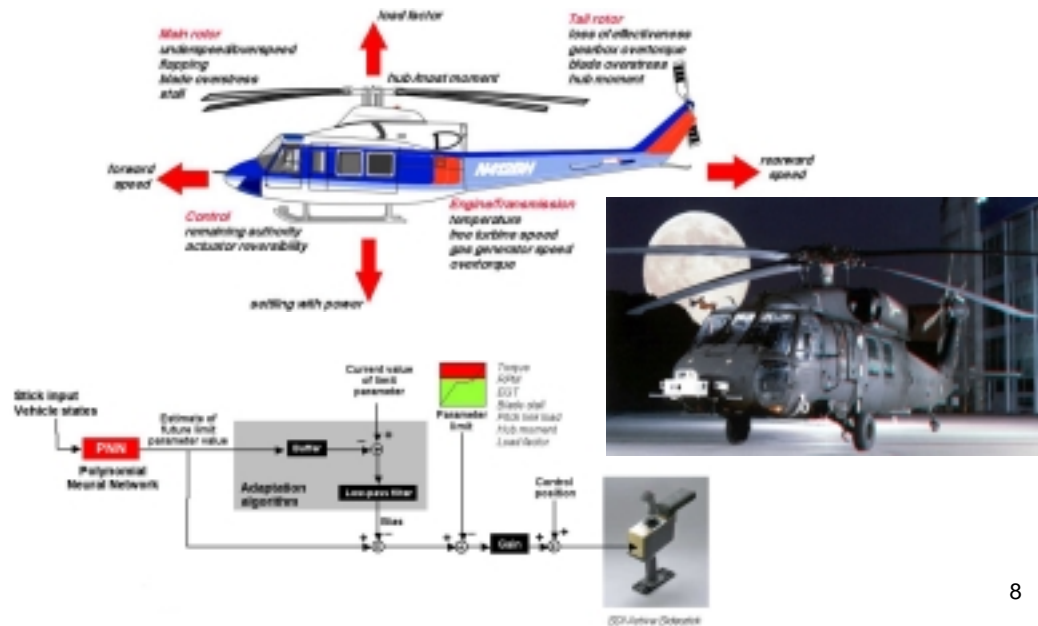 load factor
Main rotor
underspeed/overspeed
flapping
blade overstress
stall
hub /mast moment
Tail rotor
loss of effectiveness
gearbox overtorque
blade overstress
hub moment
forward
speed
rearward
speed
Control
remaining authority
actuator reversibility
Engine/Transmission
temperature
free turbine speed
gas generator speed
overtorque
settling with power
Stick input
Vehicle states
PNN
Polynomial
Neural Network
Estimate of
future limit
parameter value
Buffer
Adaptation
algorithm
Low-pass filter
Bias
Current value
of limit
parameter
Parameter
limit
Torque
RPM
EGT
Blade stall
Pitch link load
Hub moment
Load factor
Gain
Control
position
Active Sidestick
8